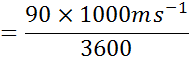 = 90 × 1000ms⁻¹ / 3600